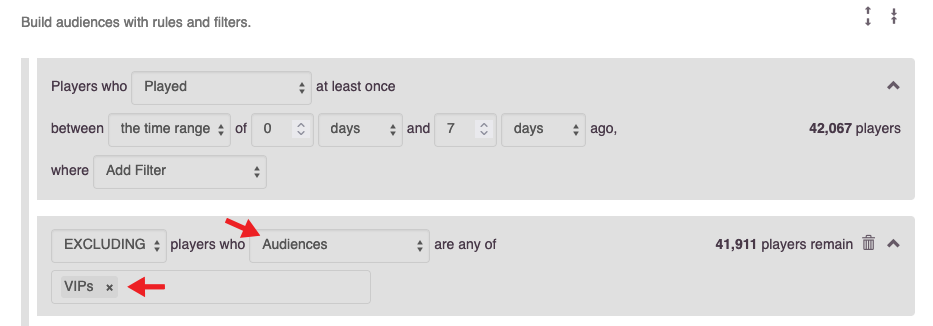 Build audiences with rules and filters.
Players who Played at least once
between the time range of 0 days and 7 days ago, 42,067 players
where Add Filter
EXCLUDING players who Audiences are any of 41,911 players remain
VIPs ×